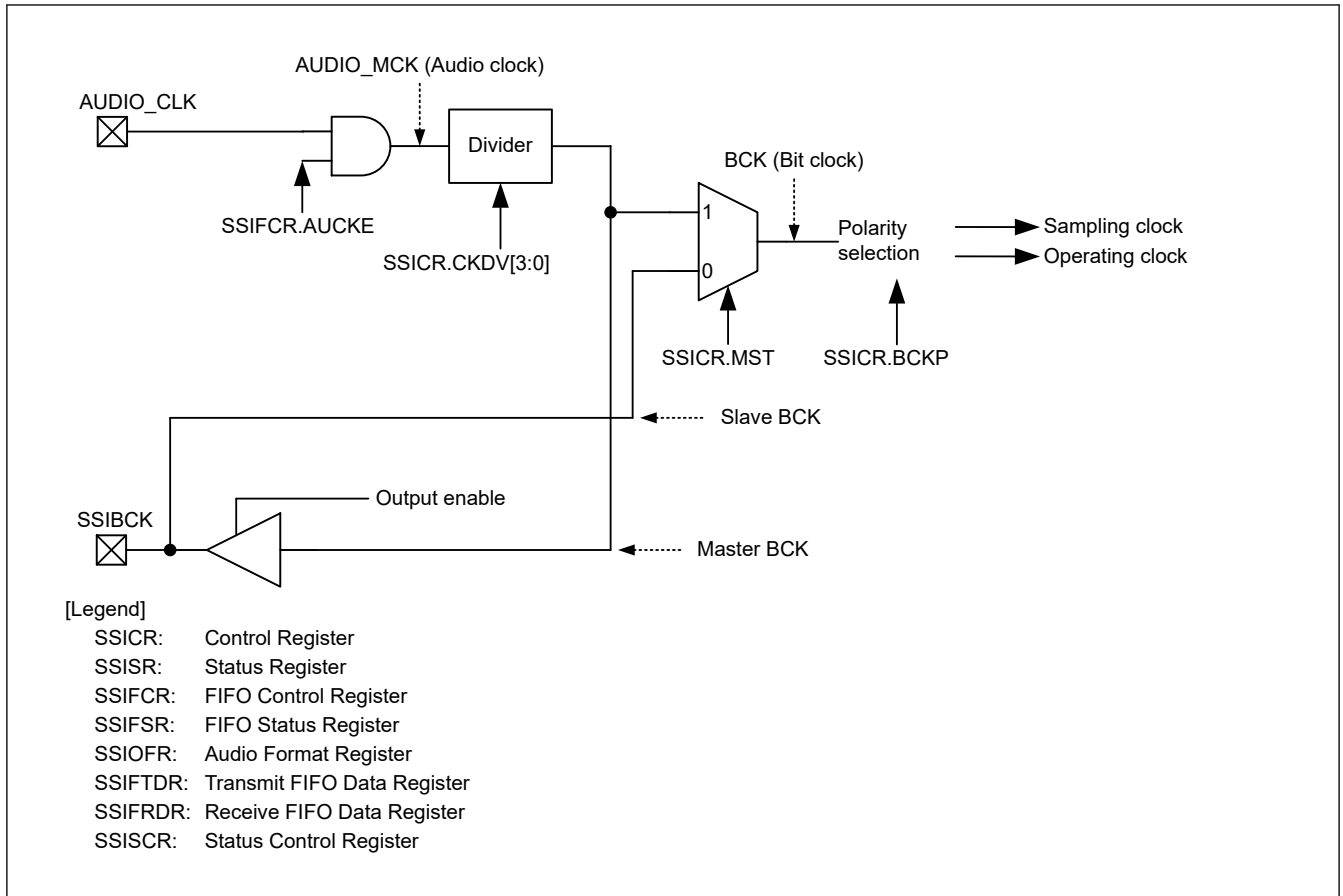 AUDIO_MCK (Audio clock)
AUDIO_CLK
Divider
BCK (Bit clock)
1
SSIFCR.AUCKE
Polarity
selection
Sampling clock
Operating clock
SSICR.CKDV[3:0]
0
SSICR.MST
SSICR.BCKP
Slave BCK
Output enable
SSIBCK
Master BCK
[Legend]
SSICR: Control Register
SSISR: Status Register
SSIFCR: FIFO Control Register
SSIFSR: FIFO Status Register
SSIOFR: Audio Format Register
SSIFTDR: Transmit FIFO Data Register
SSIFRDR: Receive FIFO Data Register
SSISCR: Status Control Register